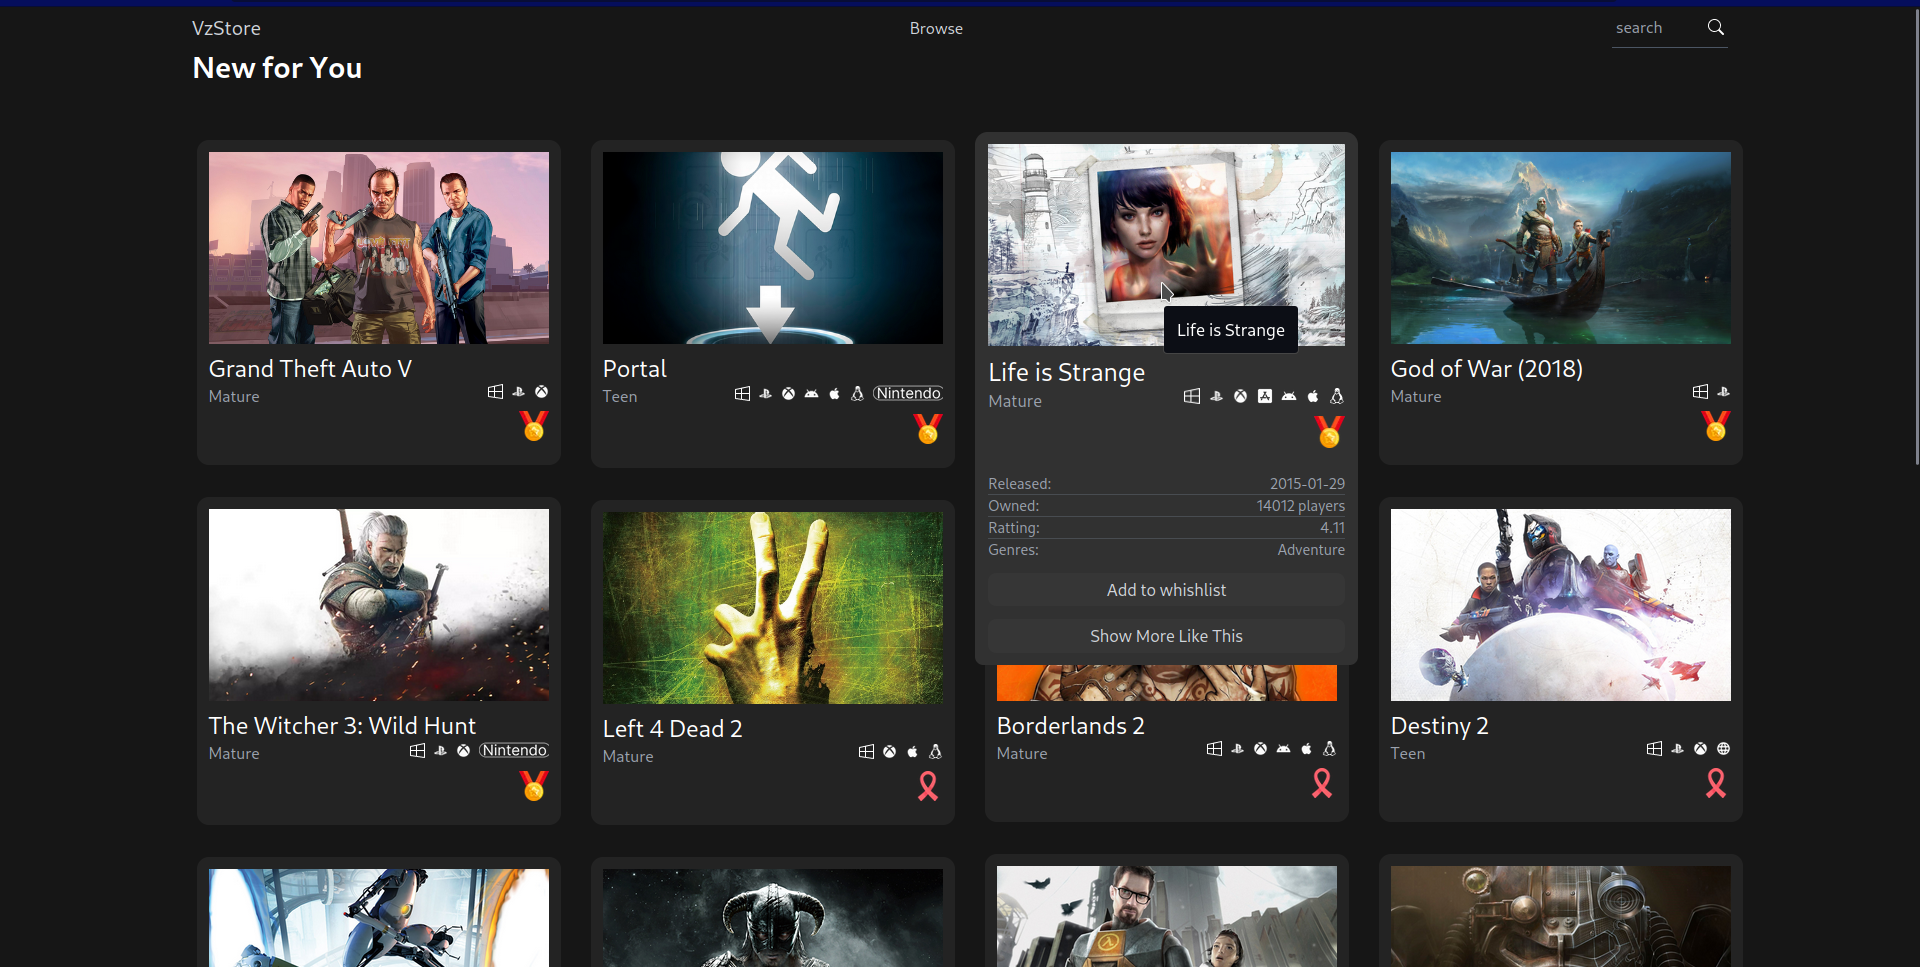 VzStore
Browse
search
New for You
Grand Theft Auto V
Mature
Portal
Teen
Nintendo
Life is Strange
Life is Strange
Mature
Released: 2015-01-29
Owned: 14012 players
Ratting: 4.11
Genres: Adventure
Add to whishlist
Show More Like This
God of War (2018)
Mature
The Witcher 3: Wild Hunt
Mature
Nintendo
Left 4 Dead 2
Mature
Borderlands 2
Mature
Destiny 2
Teen